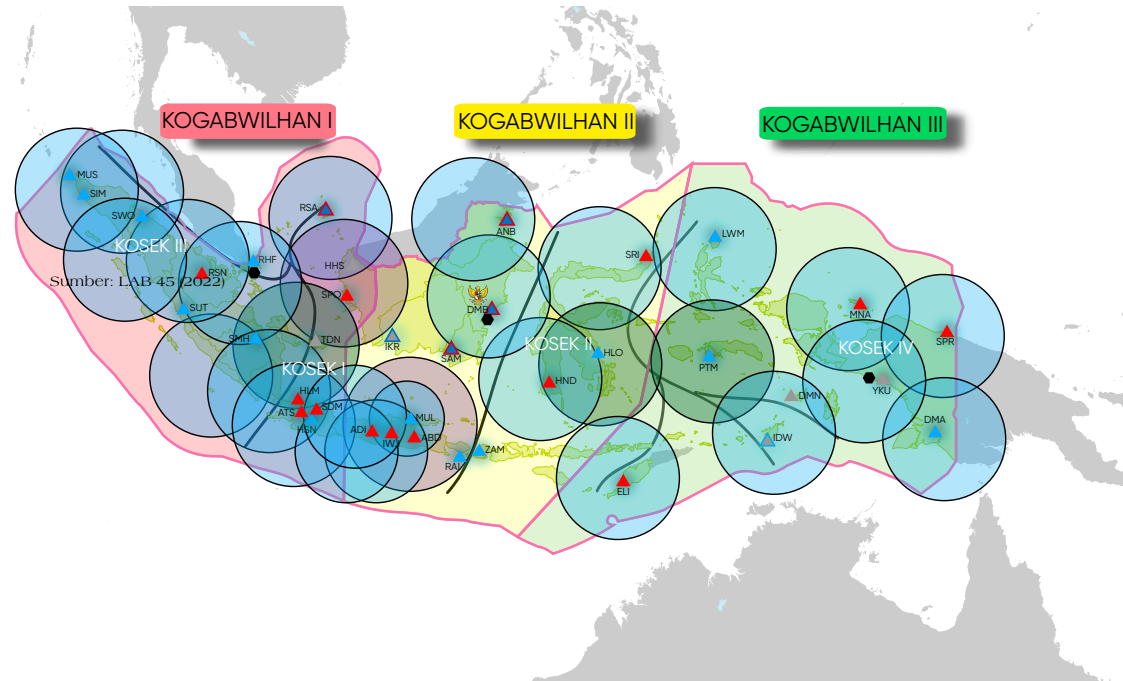 KOGABWILHAN I
KOGABWILHAN II
KOGABWILHAN III
MUS
SIM
SWO
KOSEK III
RHF
RSN
Sumber: LAB 45 (2022)
SUT
SMH
RSA
HHS
SPO
TDN
KOSEK I
HLM
ATS
SDM
HSN
ADI
IWJ
MUL
ABD
RAI
ZAM
IKR
SAM
ANB
DMB
KOSEK II
HLO
HND
SRI
ELI
LWM
PTM
IDW
DMN
MNA
KOSEK IV
YKU
SPR
DMA